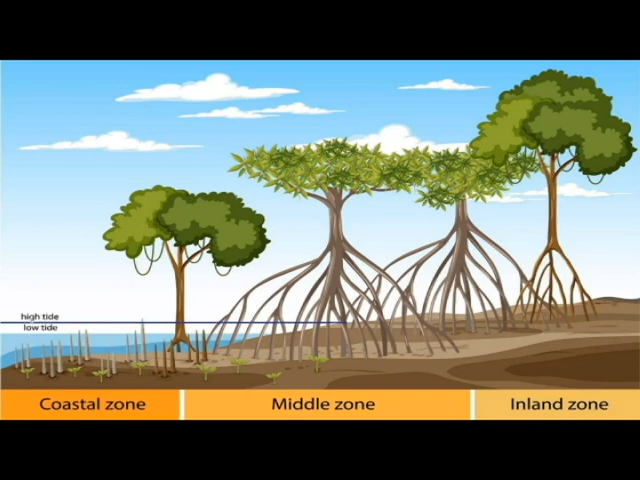 high tide
low tide
Coastal zone
Middle zone
Inland zone